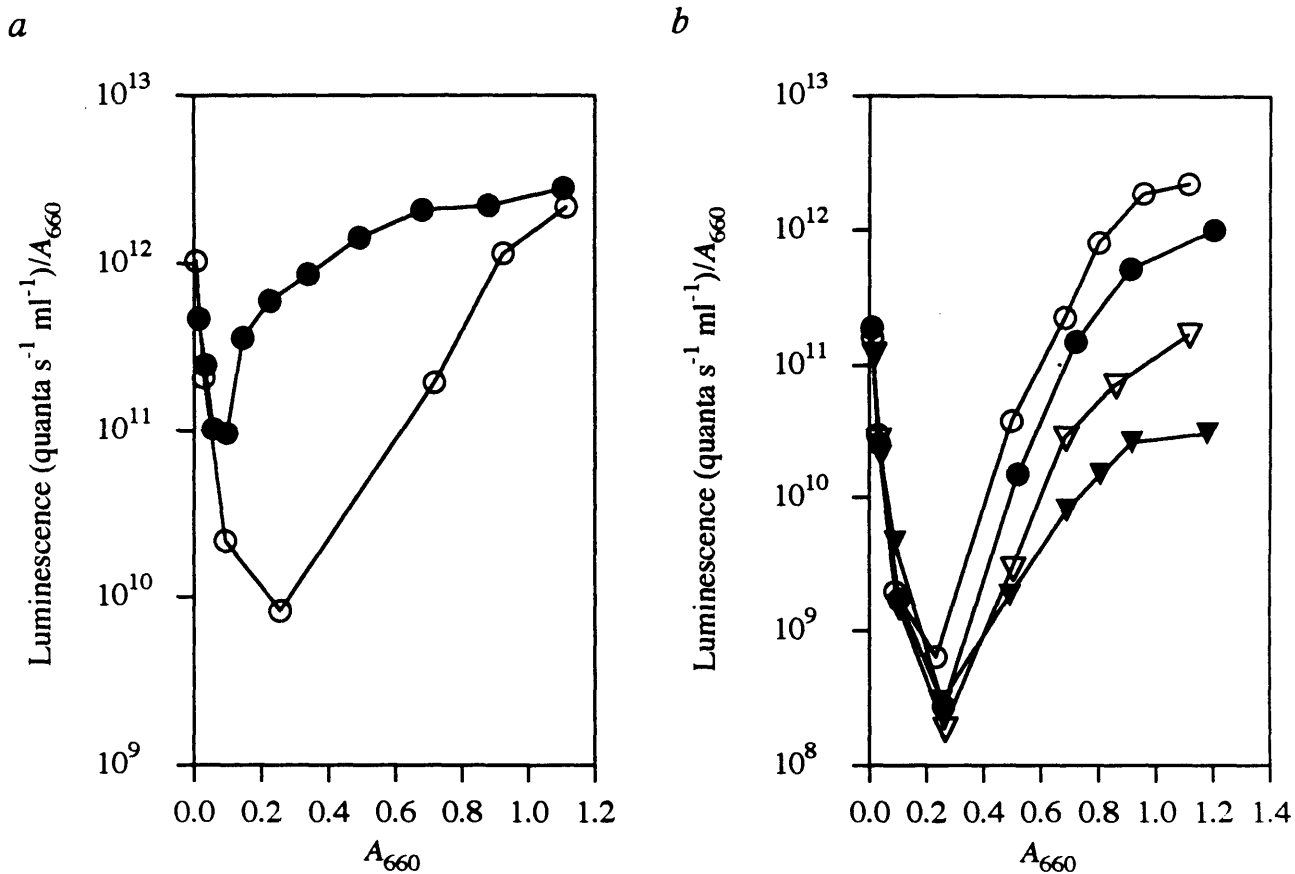 a
10^13
10^12
10^11
10^10
10^9
Luminescence (quanta s^-1 ml^-1)/A_660
0.0 0.2 0.4 0.6 0.8 1.0 1.2
A_660
b
10^13
10^12
10^11
10^10
10^9
10^8
Luminescence (quanta s^-1 ml^-1)/A_660
0.0 0.2 0.4 0.6 0.8 1.0 1.2 1.4
A_660